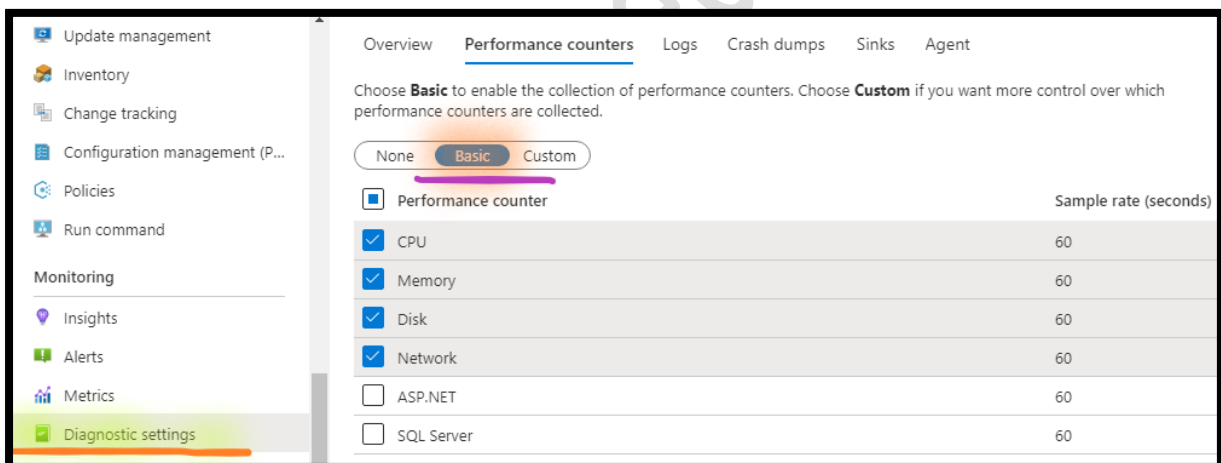 Update management
Inventory
Change tracking
Configuration management (P...
Policies
Run command
Monitoring
Insights
Alerts
Metrics
Diagnostic settings
Overview Performance counters Logs Crash dumps Sinks Agent
Choose Basic to enable the collection of performance counters. Choose Custom if you want more control over which
performance counters are collected.
None Basic Custom
Performance counter Sample rate (seconds)
CPU 60
Memory 60
Disk 60
Network 60
ASP.NET 60
SQL Server 60